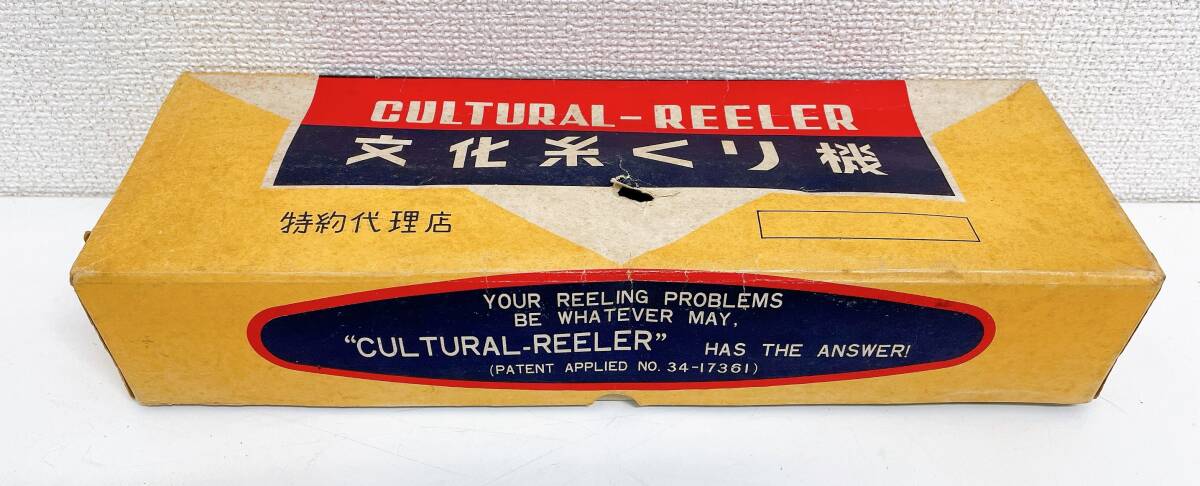 CULTURAL-REELER
文化糸くり機
特約代理店
YOUR REELING PROBLEMS
BE WHATEVER MAY,
"CULTURAL-REELER" HAS THE ANSWER!
(PATENT APPLIED NO. 34-17361)